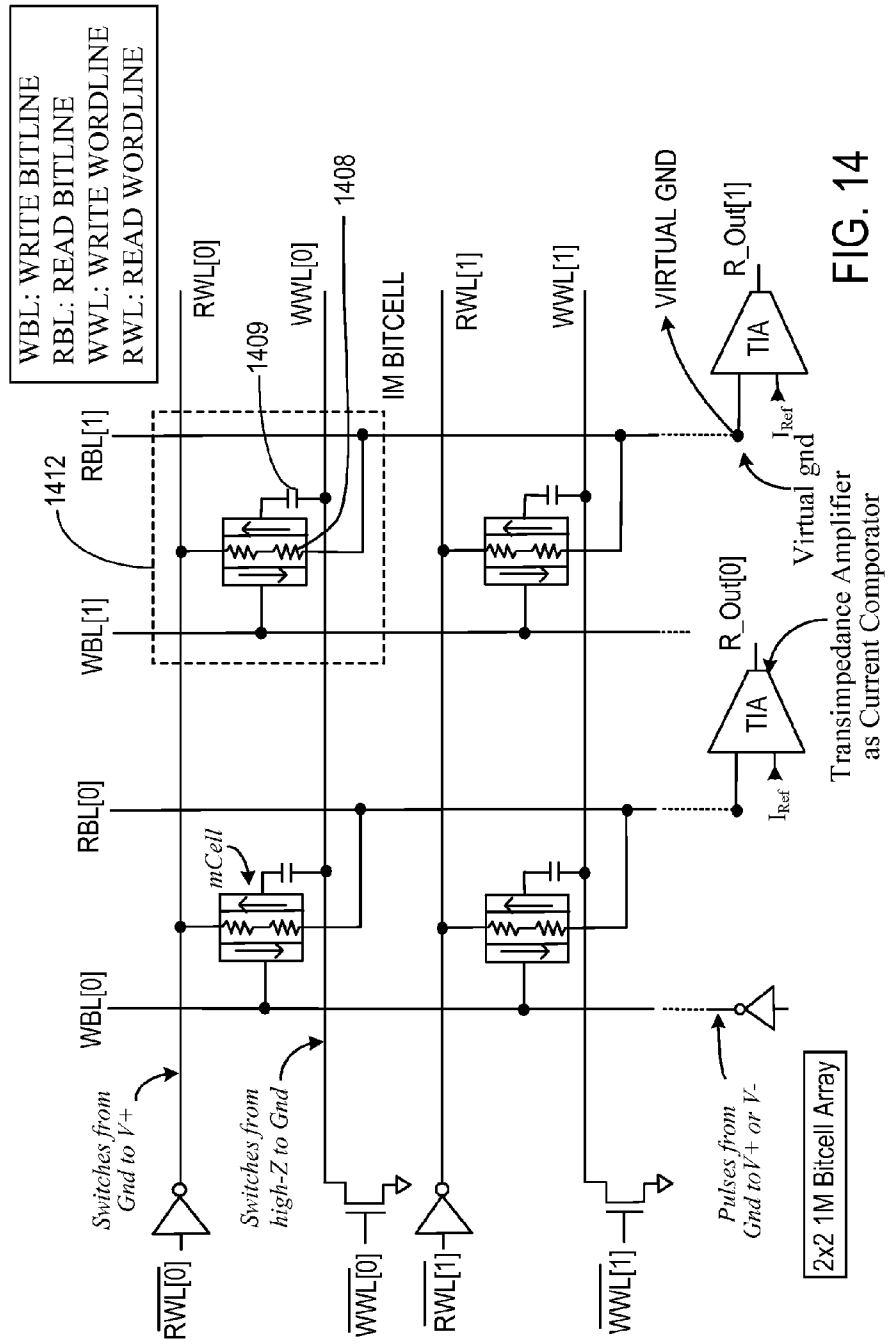 WBL: WRITE BITLINE
RBL: READ BITLINE
WWL: WRITE WORDLINE
RWL: READ WORDLINE
1412
WBL[0]
RBL[0]
WBL[1]
RBL[1]
1409
1408
mCell
IM BITCELL
Switches from
Gnd to V+
RWL[0]
RWL[0]
Switches from
high-Z to Gnd
WWL[0]
WWL[0]
RWL[1]
RWL[1]
WWL[1]
WWL[1]
Pulses from
Gnd toV+ or V-
VIRTUAL GND
Virtual gnd
IRef
TIA
R_Out[0]
IRef
TIA
R_Out[1]
Transimpedance Amplifier
as Current Comporator
2x2 1M Bitcell Array
FIG. 14